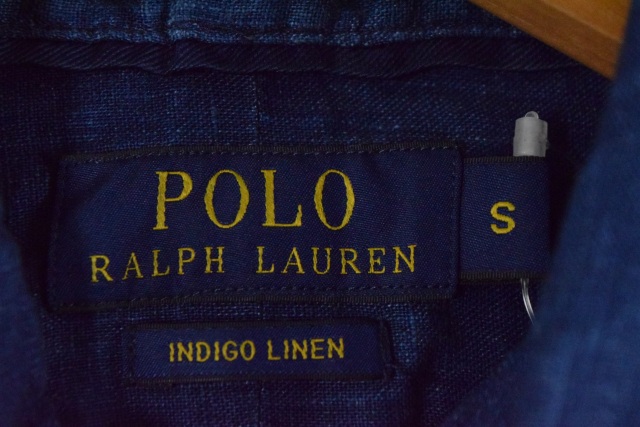 POLO
RALPH LAUREN
S
INDIGO LINEN